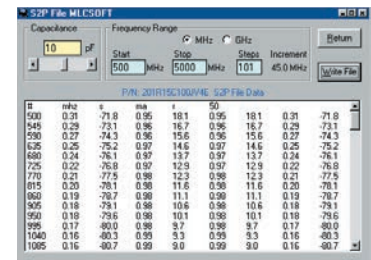 S2P File MLCSOFT
Capacitance
Frequency Range
MHz GHz
Return
10 pF
Start Stop Steps Increment
500 MHz 5000 MHz 101 45.0 MHz
Write File
P/N: 201R15C100JV4E S2P File Data
# mhz s ma r 50
500 0.31 -71.8 0.95 18.1 0.95 18.1 0.31 -71.8
545 0.29 -73.1 0.96 16.7 0.95 16.7 0.29 -73.1
590 0.27 -74.3 0.96 15.6 0.96 15.6 0.27 -74.3
635 0.25 -75.2 0.97 14.6 0.97 14.6 0.25 -75.2
680 0.24 -76.1 0.97 13.7 0.97 13.7 0.24 -76.1
725 0.22 -76.8 0.97 12.9 0.97 12.9 0.22 -76.8
770 0.21 -77.5 0.98 12.3 0.98 12.3 0.21 -77.5
815 0.20 -78.1 0.98 11.6 0.98 11.6 0.20 -78.1
860 0.19 -78.7 0.98 11.1 0.98 11.1 0.19 -78.7
905 0.18 -79.1 0.98 10.6 0.98 10.6 0.18 -79.1
950 0.18 -79.6 0.98 10.1 0.98 10.1 0.18 -79.6
995 0.17 -80.0 0.98 9.7 0.98 9.7 0.17 -80.0
1040 0.16 -80.3 0.99 9.3 0.99 9.3 0.16 -80.3
1085 0.16 -80.7 0.99 9.0 0.99 9.0 0.16 -80.7